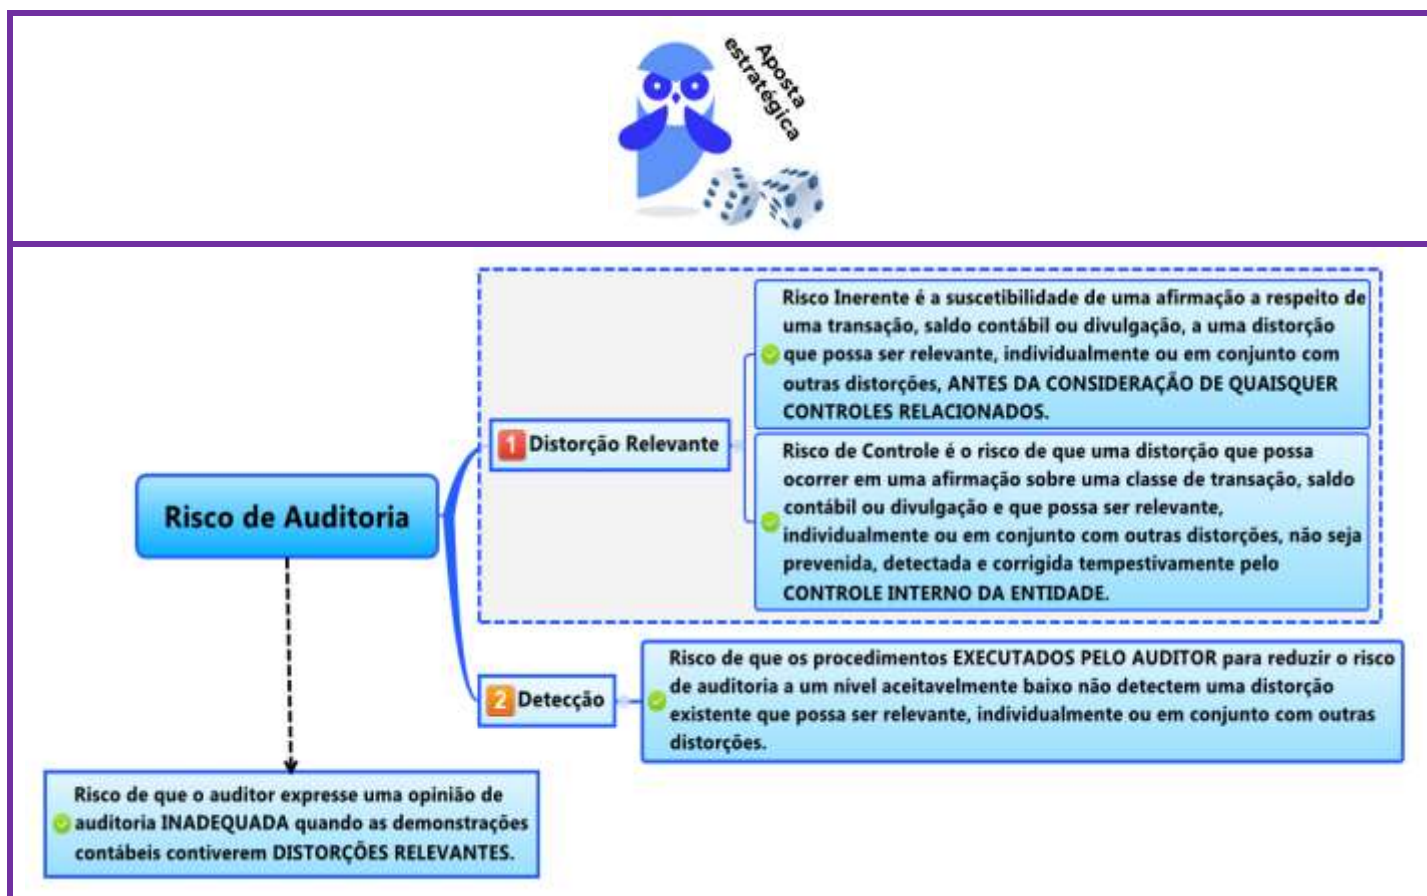 Aposta
estratégica
Risco de Auditoria
1 Distorção Relevante
Risco Inerente é a suscetibilidade de uma afirmação a respeito de
uma transação, saldo contábil ou divulgação, a uma distorção
que possa ser relevante, individualmente ou em conjunto com
outras distorções, ANTES DA CONSIDERAÇÃO DE QUAISQUER
CONTROLES RELACIONADOS.
Risco de Controle é o risco de que uma distorção que possa
ocorrer em uma afirmação sobre uma classe de transação, saldo
contábil ou divulgação e que possa ser relevante,
individualmente ou em conjunto com outras distorções, não seja
prevenida, detectada e corrigida tempestivamente pelo
CONTROLE INTERNO DA ENTIDADE.
2 Detecção
Risco de que os procedimentos EXECUTADOS PELO AUDITOR para reduzir o risco
de auditoria a um nível aceitavelmente baixo não detectem uma distorção
existente que possa ser relevante, individualmente ou em conjunto com outras
distorções.
Risco de que o auditor expresse uma opinião de
auditoria INADEQUADA quando as demonstrações
contábeis contiverem DISTORÇÕES RELEVANTES.